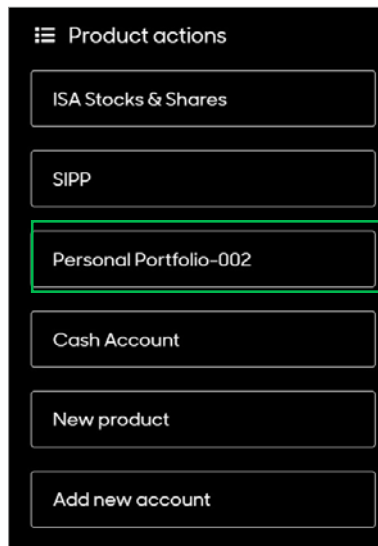 Product actions
ISA Stocks & Shares
SIPP
Personal Portfolio-002
Cash Account
New product
Add new account